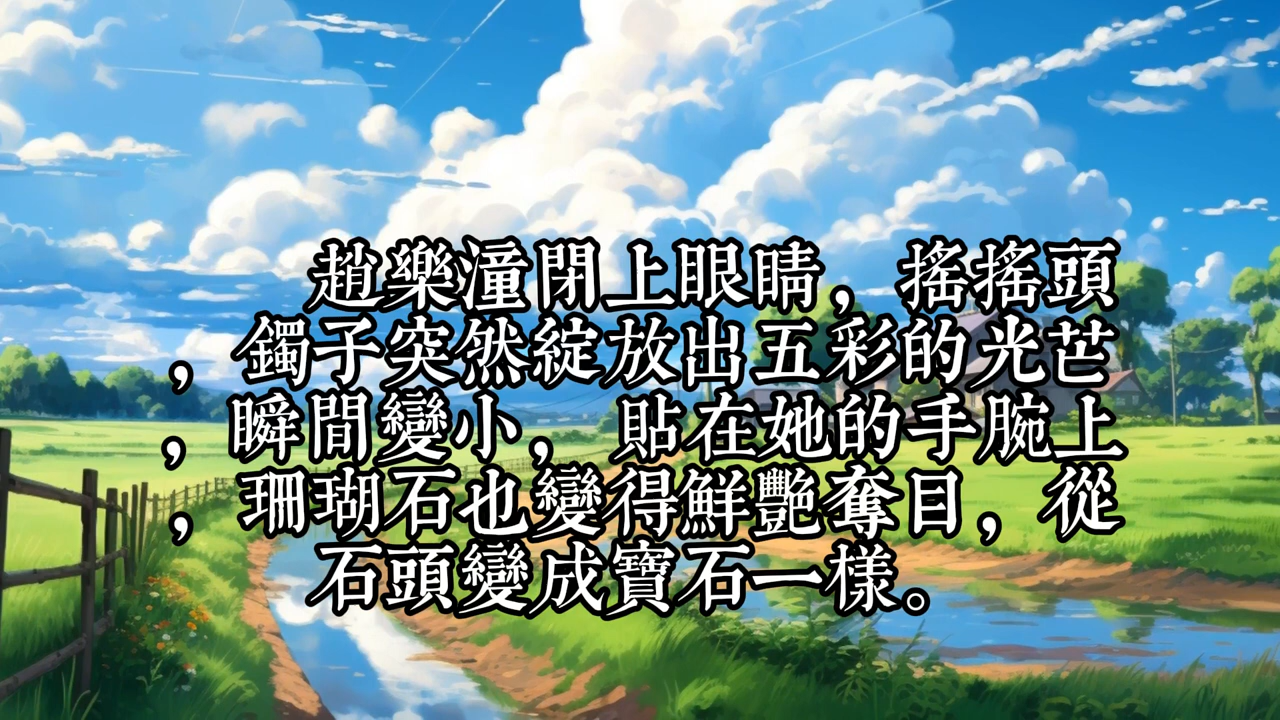 趙樂潼閉上眼睛，搖搖頭
，鐲子突然綻放出五彩的光芒
，瞬間變小，貼在她的手腕上
，珊瑚石也變得鮮艷奪目，從
石頭變成寶石一樣。